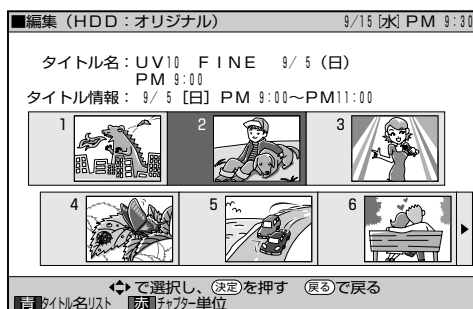 ■編集(HDD:オリジナル) 9/15[水]PM 9:30
タイトル名:UV10 FINE 9/ 5(日)
PM 9:00
タイトル情報: 9/ 5[日]PM 9:00~PM11:00
1 2 3
4 5 6
で選択し、決定を押す 戻るで戻る
青 タイトル名リスト 赤 チャプター単位